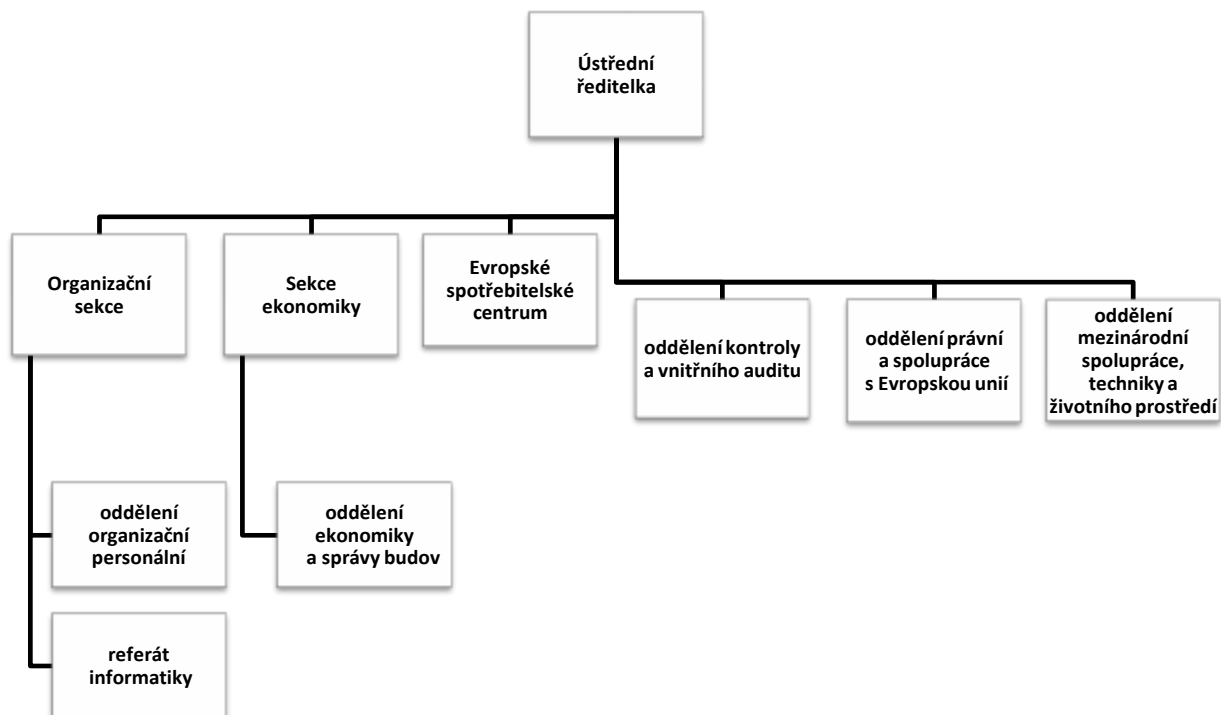 Ústřední
ředitelka
Organizační
sekce
Sekce
ekonomiky
Evropské
spotřebitelské
centrum
oddělení kontroly
a vnitřního auditu
oddělení právní
a spolupráce
s Evropskou unií
oddělení
mezinárodní
spolupráce,
techniky a
životního prostředí
oddělení
organizační
personální
oddělení
ekonomiky
a správy budov
referát
informatiky